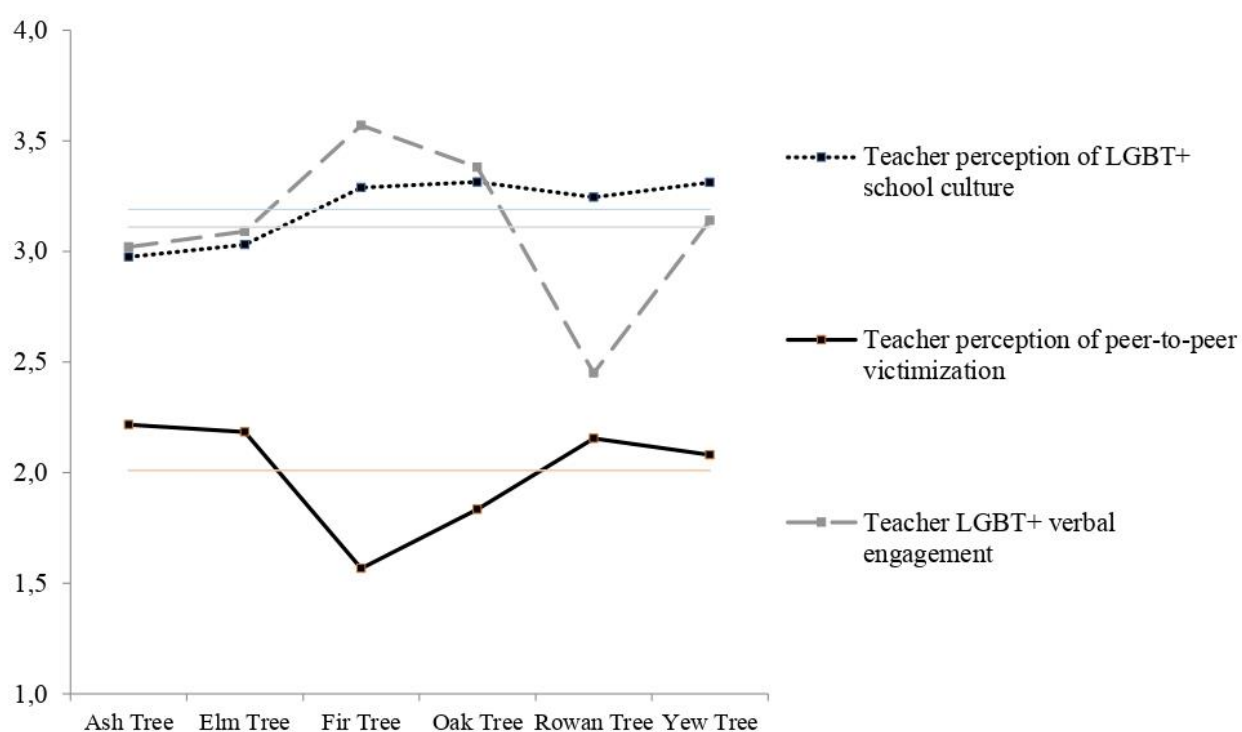 4,0
3,5
3,0
2,5
2,0
1,5
1,0
Ash Tree
Elm Tree
Fir Tree
Oak Tree
Rowan Tree
Yew Tree
Teacher perception of LGBT+
school culture
Teacher perception of peer-to-peer
victimization
Teacher LGBT+ verbal
engagement